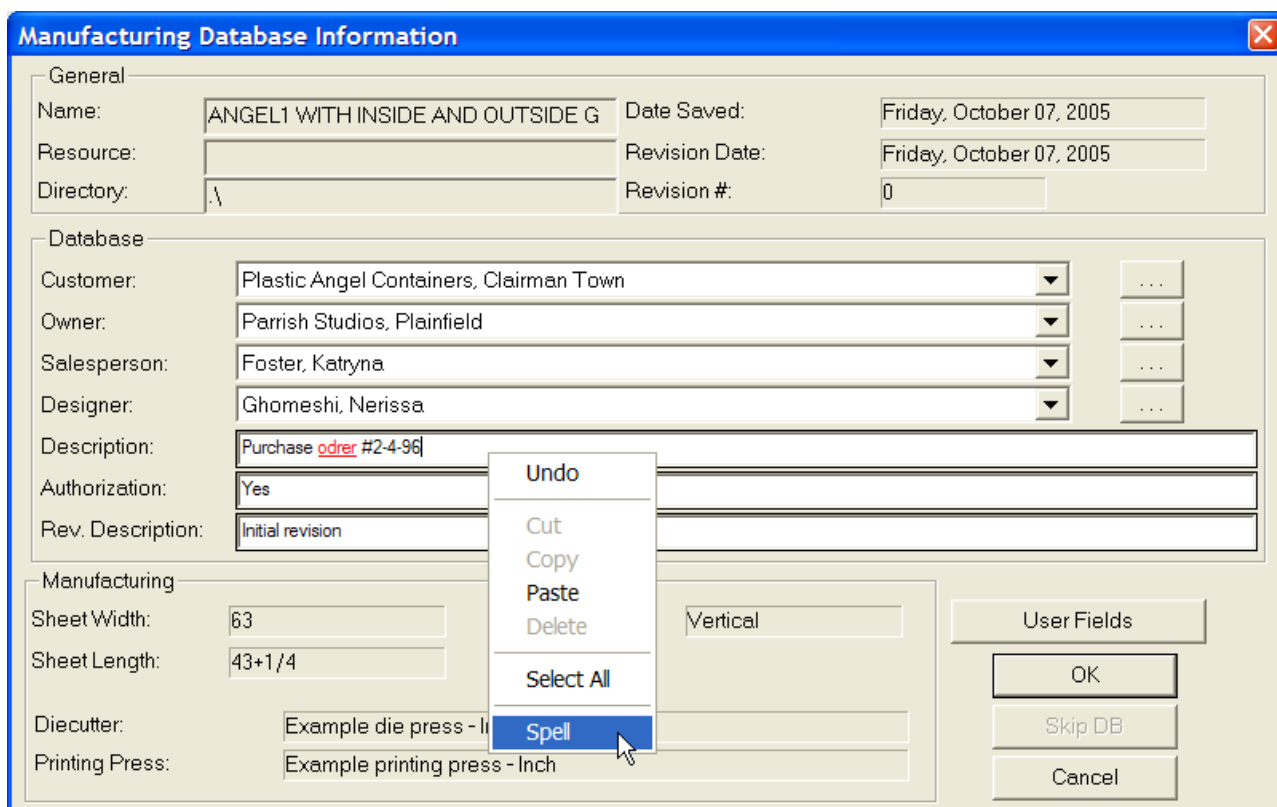 Manufacturing Database Information
General
Name: ANGEL1 WITH INSIDE AND OUTSIDE G Date Saved: Friday, October 07, 2005
Resource: Revision Date: Friday, October 07, 2005
Directory: .\ Revision #: 0
Database
Customer: Plastic Angel Containers, Clairman Town ...
Owner: Parrish Studios, Plainfield ...
Salesperson: Foster, Katryna ...
Designer: Ghomeshi, Nerissa ...
Description: Purchase odrer #2-4-96
Authorization: Yes
Rev. Description: Initial revision
Undo
Cut
Copy
Paste
Delete
Select All
Spell
Manufacturing
Sheet Width: 63 Vertical
Sheet Length: 43+1/4
Diecutter: Example die press -
Printing Press: Example printing press - Inch
User Fields
OK
Skip DB
Cancel